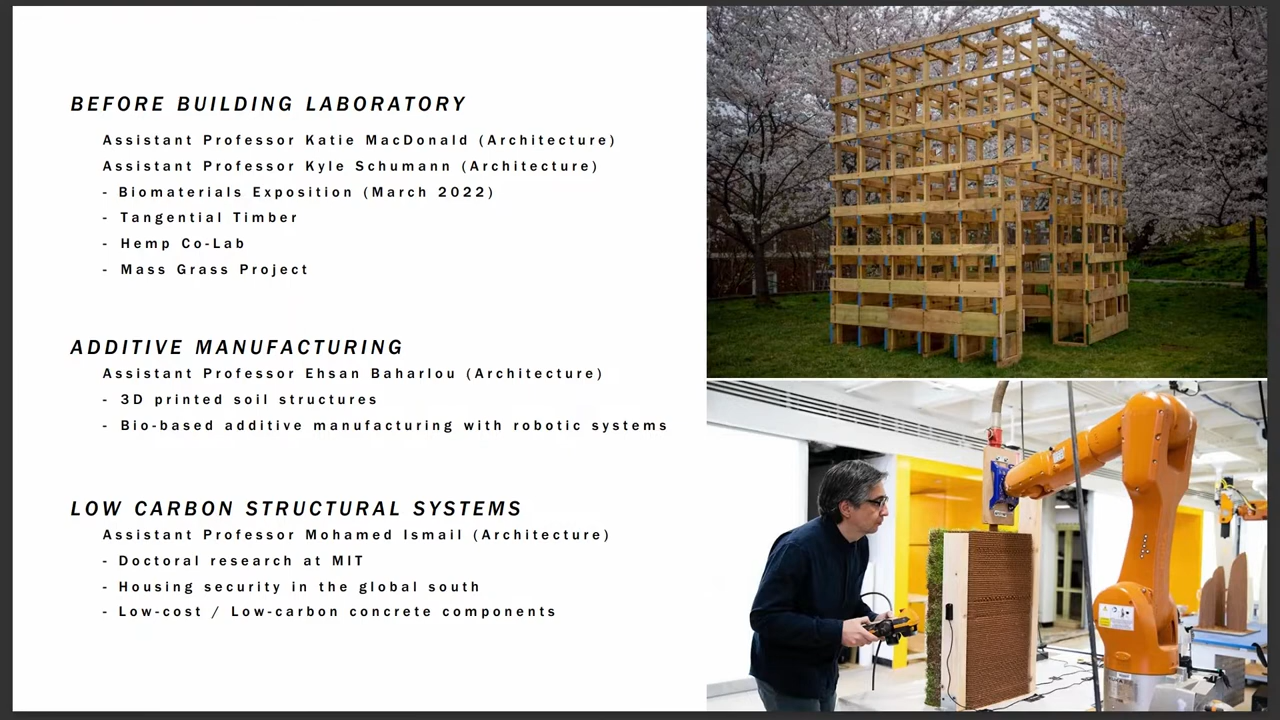 BEFORE BUILDING LABORATORY
Assistant Professor Katie MacDonald (Architecture)
Assistant Professor Kyle Schumann (Architecture)
- Biomaterials Exposition (March 2022)
- Tangential Timber
- Hemp Co-Lab
- Mass Grass Project
ADDITIVE MANUFACTURING
Assistant Professor Ehsan Baharlou (Architecture)
- 3D printed soil structures
- Bio-based additive manufacturing with robotic systems
LOW CARBON STRUCTURAL SYSTEMS
Assistant Professor Mohamed Ismail (Architecture)
- Doctoral research at MIT
- Housing security in the global south
- Low-cost / Low-carbon concrete components